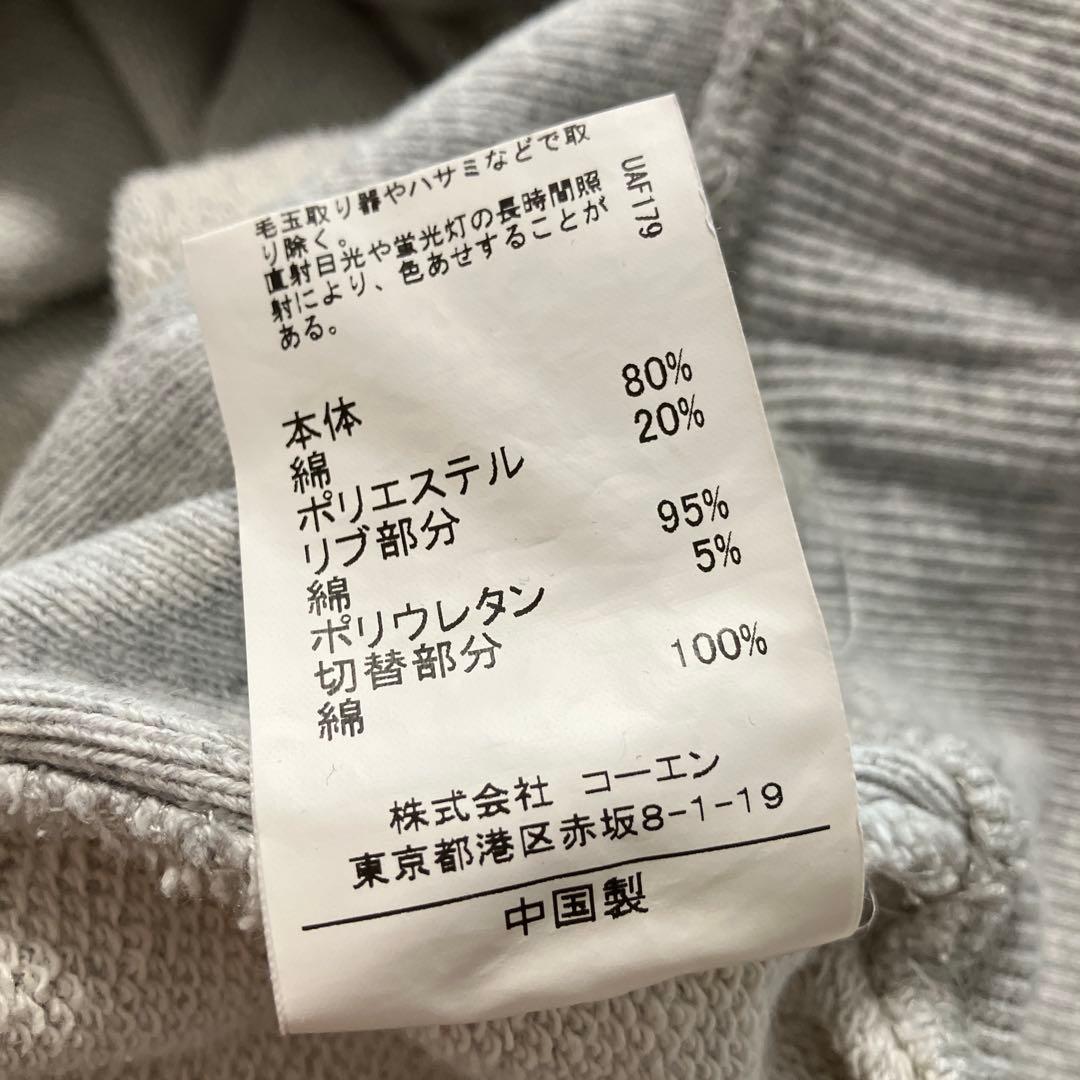 毛玉取り器やハサミなどで取
り除く。
直射日光や蛍光灯の長時間照
射により、色あせすることが
ある。
UAF179
本体
綿 80%
ポリエステル 20%
リブ部分
綿 95%
ポリウレタン 5%
切替部分
綿 100%
株式会社 コーエン
東京都港区赤坂8-1-19
中国製